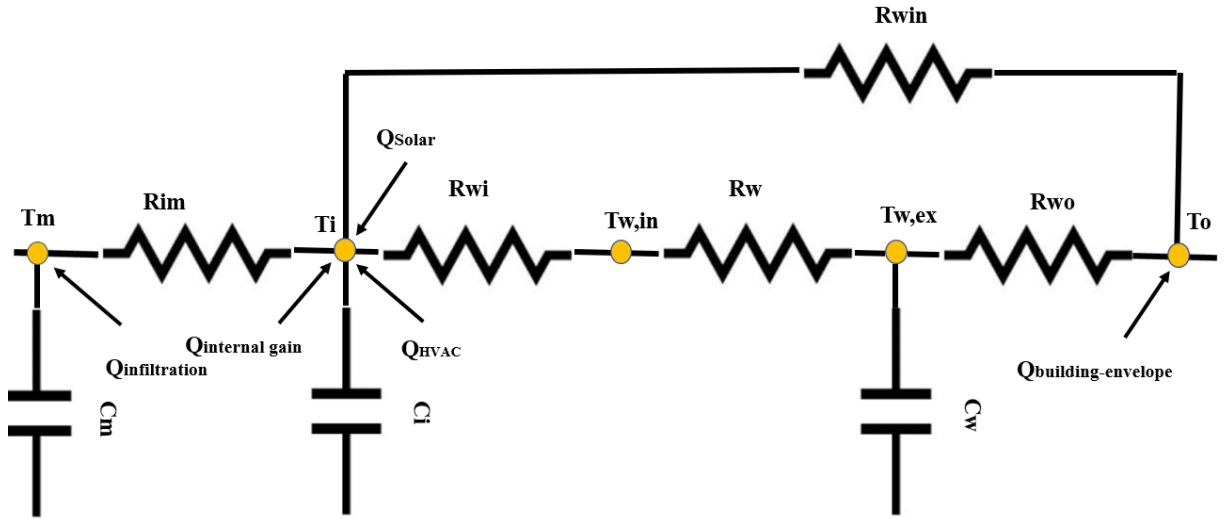 Rwin
QSolar
Rim
Rwi
Rw
Rwo
Tm
Ti
Tw,in
Tw,ex
To
Qinternal gain
QHVAC
Qinfiltration
Qbuilding-envelope
Cm
Ci
Cw